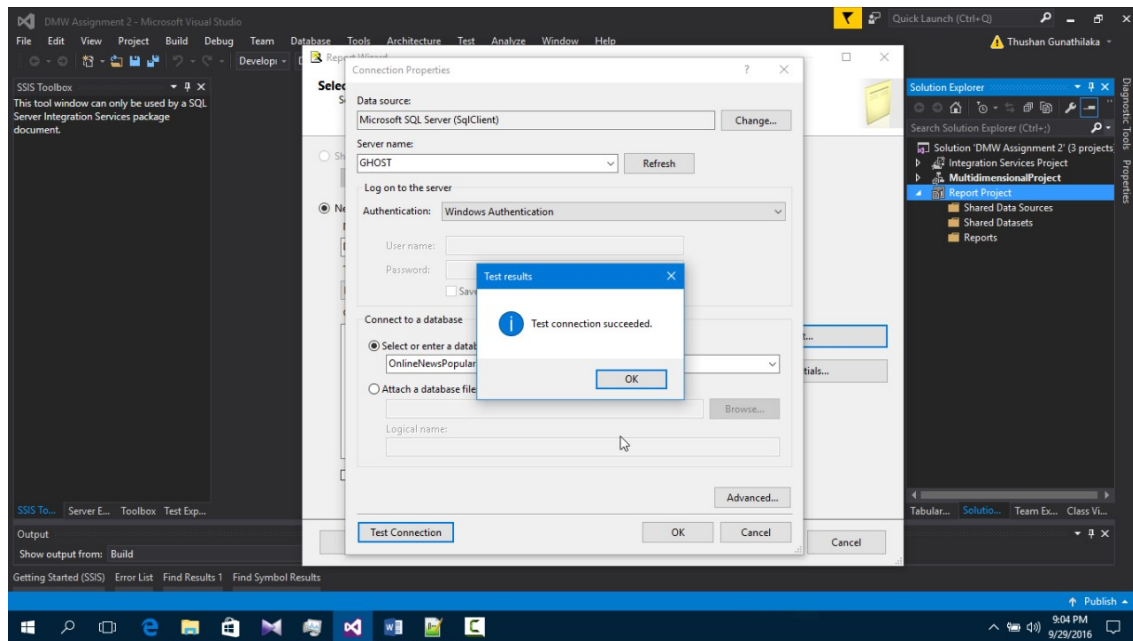 DMW Assignment 2 - Microsoft Visual Studio
Quick Launch (Ctrl+Q)
File Edit View Project Build Debug Team Database Tools Architecture Test Analyze Window Help
Thushan Gunathilaka
Develop
SSIS Toolbox
This tool window can only be used by a SQL
Server Integration Services package
document.
Connection Properties
Data source:
Microsoft SQL Server (SqlClient)
Change...
Server name:
GHOST
Refresh
Log on to the server
Authentication: Windows Authentication
User name:
Password:
Connect to a database
Select or enter a datab
OnlineNewsPopular
Attach a database file
Browse...
Logical name:
Advanced...
Test Connection
OK
Cancel
Test results
Test connection succeeded.
OK
tials...
Cancel
Solution Explorer
Search Solution Explorer (Ctrl+;)
Solution 'DMW Assignment 2' (3 projects
Integration Services Project
MultidimensionalProject
Report Project
Shared Data Sources
Shared Datasets
Reports
Diagnostic Tools
Properties
SSIS To... Server E... Toolbox Test Exp...
Tabular... Solutio... Team Ex... Class Vi...
Output
Show output from: Build
Getting Started (SSIS) Error List Find Results 1 Find Symbol Results
Publish
9:04 PM
9/29/2016